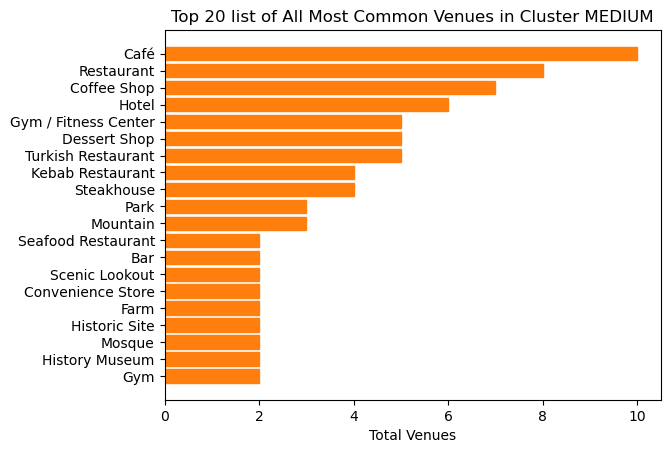 Top 20 list of All Most Common Venues in Cluster MEDIUM
Café
Restaurant
Coffee Shop
Hotel
Gym / Fitness Center
Dessert Shop
Turkish Restaurant
Kebab Restaurant
Steakhouse
Park
Mountain
Seafood Restaurant
Bar
Scenic Lookout
Convenience Store
Farm
Historic Site
Mosque
History Museum
Gym
0 2 4 6 8 10
Total Venues